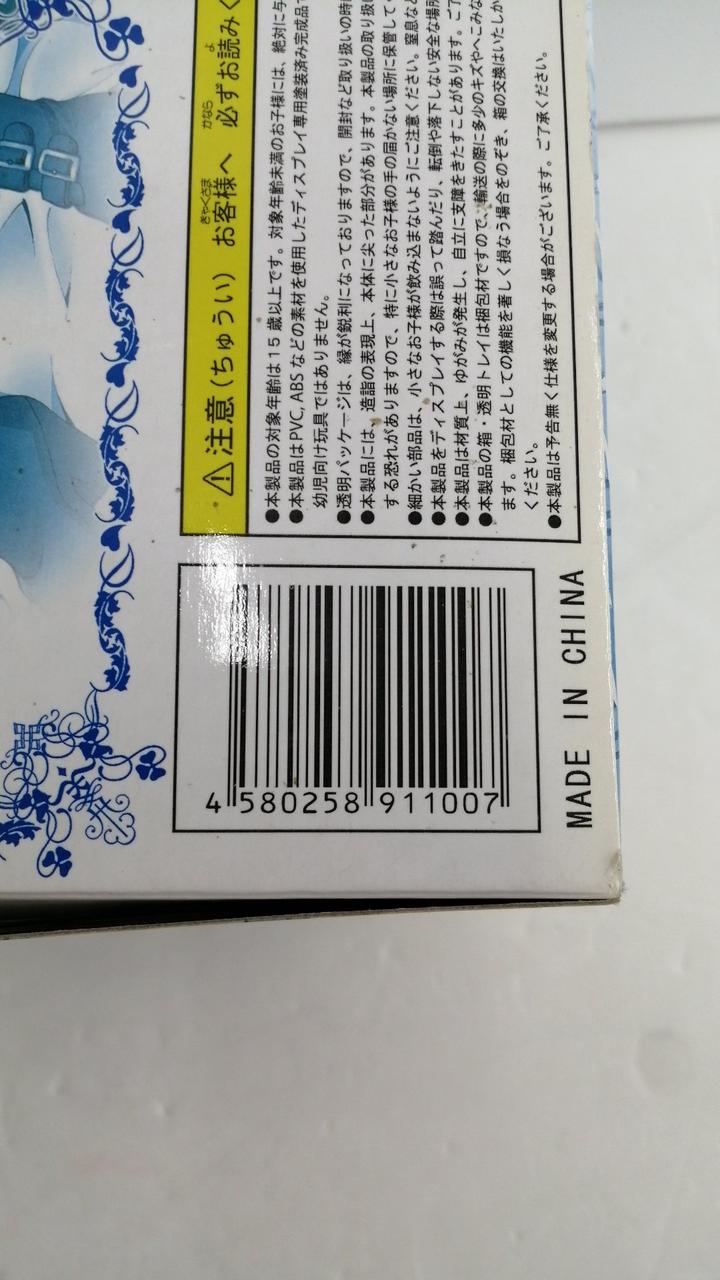 ⚠注意(ちゅうい) お客様へ 必ずお読みく
きゃくさま かなら よ
●本製品の対象年齢は15歳以上です。対象年齢未満のお子様には、絶対に与
●本製品はPVC, ABSなどの素材を使用したディスプレイ専用塗装済み完成品で
幼児向け玩具ではありません。
●透明パッケージは、縁が鋭利になっておりますので、開封など取り扱いの時
●本製品には、造詣の表現上、本体に尖った部分があります。本製品の取り扱い
する恐れがありますので、特に小さなお子様の手の届かない場所に保管して
●細かい部品は、小さなお子様が飲み込まないようにご注意ください。窒息など
●本製品をディスプレイする際は誤って踏んだり、転倒や落下しない安全な場所
●本製品は材質上、ゆがみが発生し、自立に支障をきたすことがあります。ご了
●本製品の箱・透明トレイは梱包材ですので、輸送の際に多少のキズやへこみな
ます。梱包材としての機能を著しく損なう場合をのぞき、箱の交換はいたしか
ください。
●本製品は予告無く仕様を変更する場合がございます。ご了承ください。
4 580258 911007
MADE IN CHINA